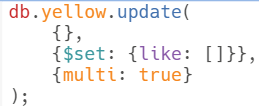 db.yellow.update(
    {},
    {$set: {like: []}},
    {multi: true}
);